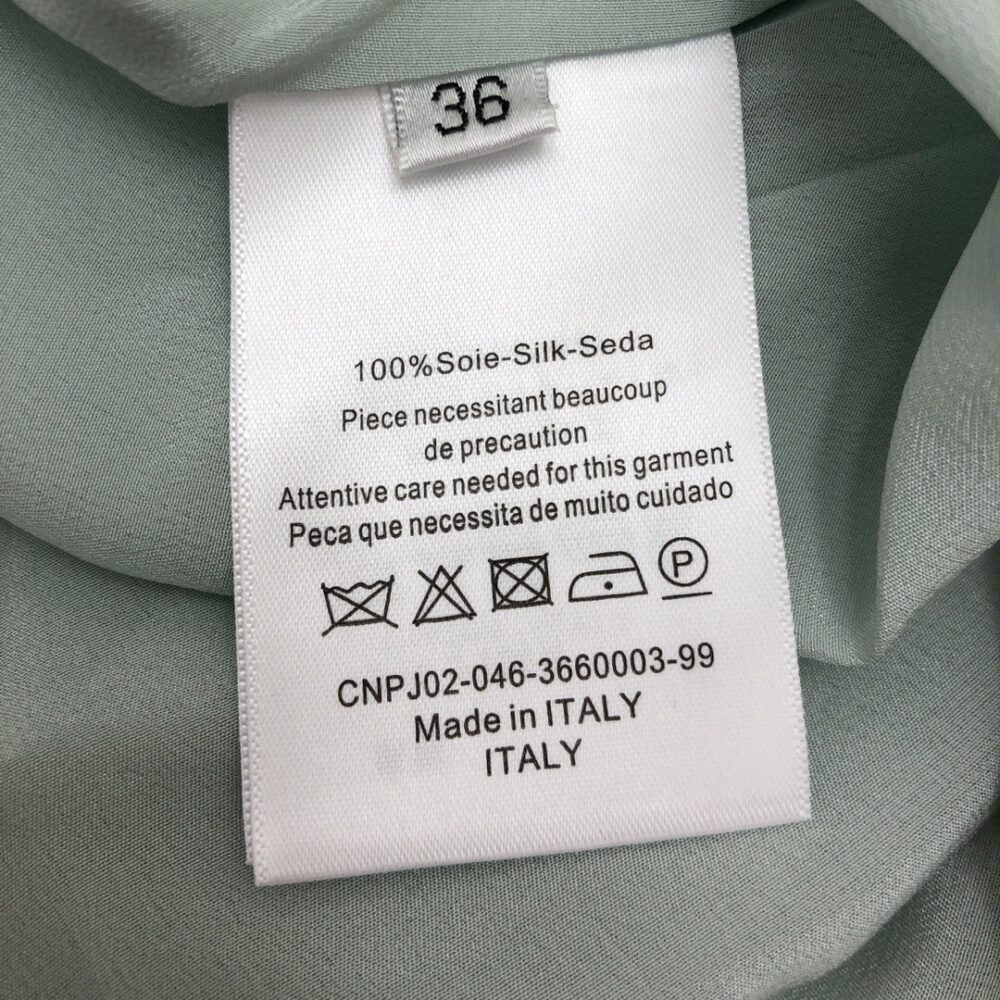 36
100%Soie-Silk-Seda
Piece necessitant beaucoup
de precaution
Attentive care needed for this garment
Peca que necessita de muito cuidado
P
CNPJ02-046-3660003-99
Made in ITALY
ITALY